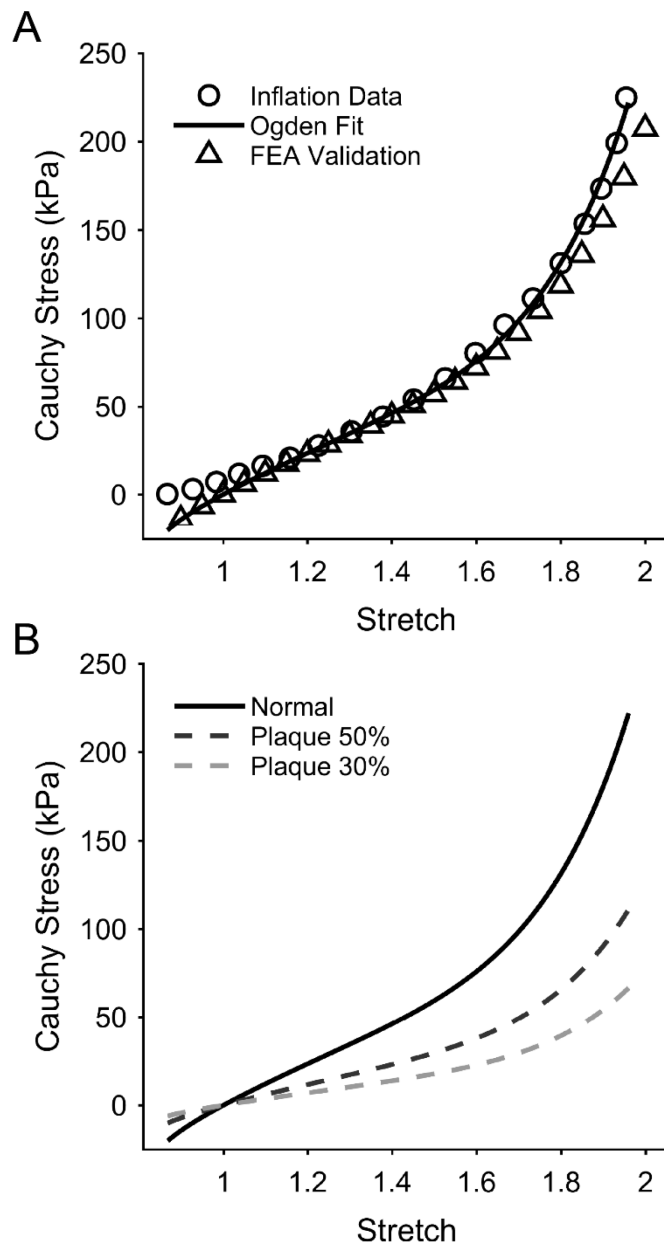 A
250
200
150
100
50
0
Cauchy Stress (kPa)
Inflation Data
Ogden Fit
FEA Validation
1 1.2 1.4 1.6 1.8 2
Stretch
B
250
200
150
100
50
0
Cauchy Stress (kPa)
Normal
Plaque 50%
Plaque 30%
1 1.2 1.4 1.6 1.8 2
Stretch